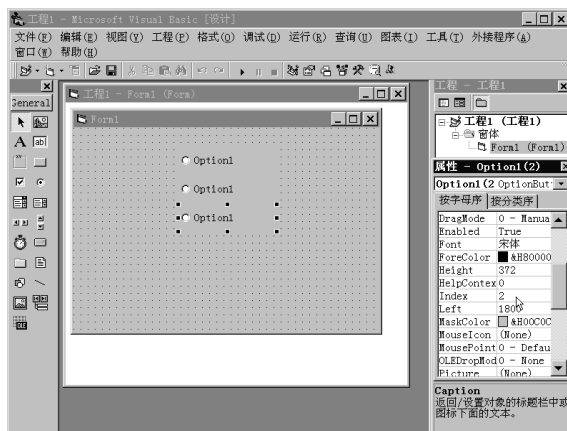 工程1 - Microsoft Visual Basic [设计]
文件(F) 编辑(E) 视图(V) 工程(P) 格式(O) 调试(D) 运行(R) 查询(U) 图表(I) 工具(T) 外接程序(A)
窗口(W) 帮助(H)
General
工程1 - Form1 (Form)
Form1
Option1
Option1
Option1
工程 - 工程1
工程1 (工程1)
窗体
Form1 (Form1)
属性 - Option1(2)
Option1(2 OptionBut
按字母序 按分类序
DragMode 0 - Manua
Enabled True
Font 宋体
ForeColor &H80000
Height 372
HelpContex 0
Index 2
Left 1800
MaskColor &H00C0C
MouseIcon (None)
MousePoint 0 - Defau
OLEDropMod 0 - None
Picture (None)
Caption
返回/设置对象的标题栏中或
图标下面的文本。